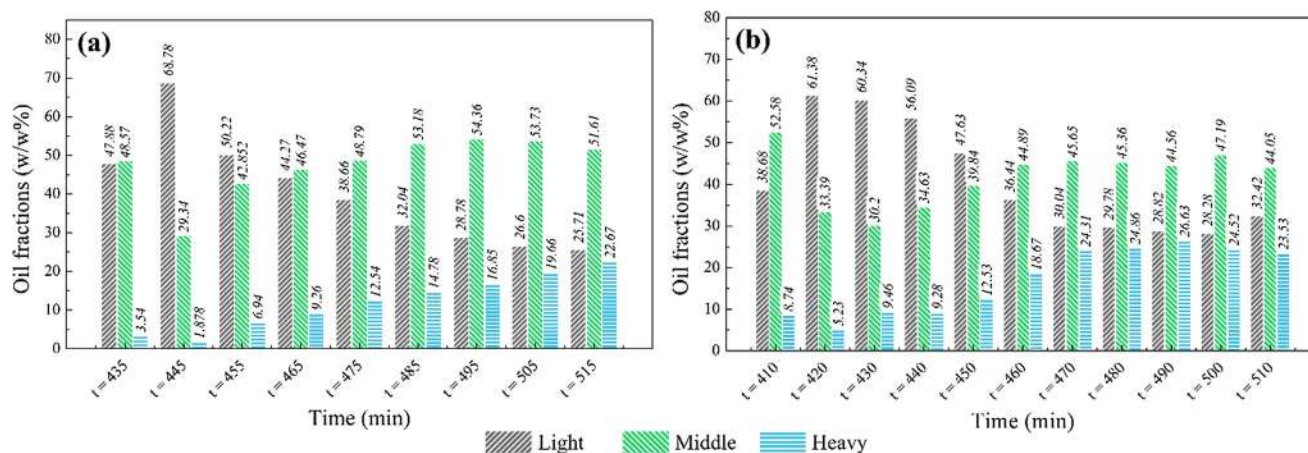 (a)
Oil fractions (w/w%)
80
70
60
50
40
30
20
10
0
47.88
48.57
3.54
68.78
29.34
1.878
50.22
42.852
6.94
44.27
46.47
9.26
38.66
48.79
12.54
32.04
53.18
14.78
28.78
54.36
16.85
26.6
53.73
19.66
25.71
51.61
22.67
t = 435
t = 445
t = 455
t = 465
t = 475
t = 485
t = 495
t = 505
t = 515
Time (min)
(b)
Oil fractions (w/w%)
80
70
60
50
40
30
20
10
0
38.68
52.58
8.74
61.38
33.39
5.23
60.34
30.2
9.46
56.09
34.63
9.28
47.63
39.84
12.53
36.44
44.89
18.67
30.04
45.65
24.31
29.78
45.36
24.86
28.82
44.56
26.63
28.28
47.19
24.52
32.42
44.05
23.53
t = 410
t = 420
t = 430
t = 440
t = 450
t = 460
t = 470
t = 480
t = 490
t = 500
t = 510
Time (min)
Light Middle Heavy